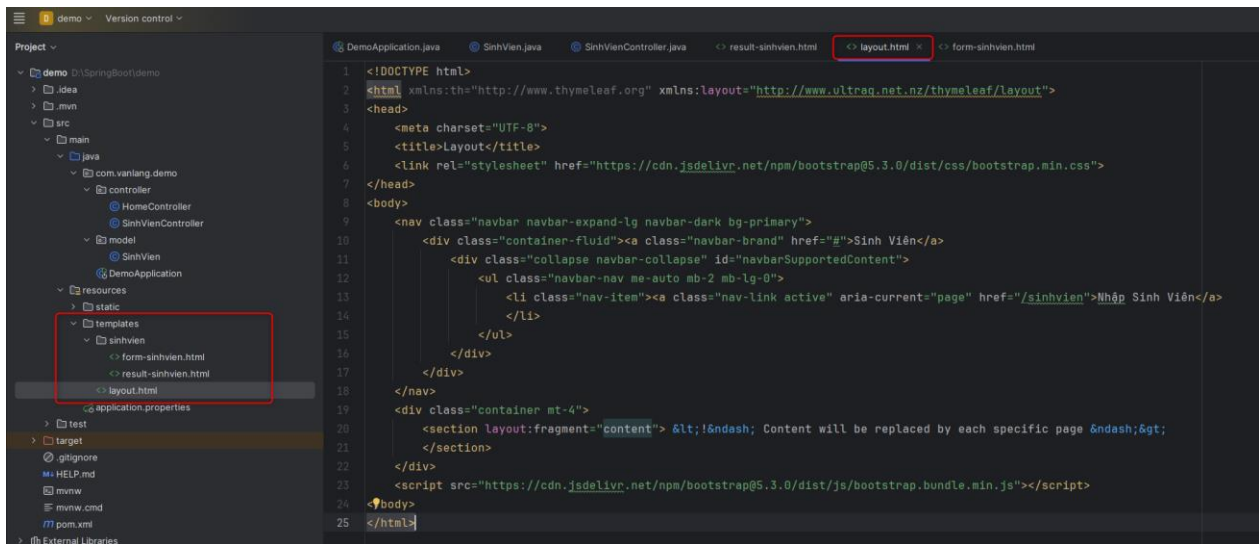 D demo Version control
Project
demo D:\SpringBoot\demo
.idea
.mvn
src
main
java
com.vanlang.demo
controller
HomeController
SinhVienController
model
SinhVien
DemoApplication
resources
static
templates
sinhvien
form-sinhvien.html
result-sinhvien.html
layout.html
application.properties
test
target
.gitignore
HELP.md
mvnw
mvnw.cmd
pom.xml
External Libraries
DemoApplication.java SinhVien.java SinhVienController.java result-sinhvien.html layout.html × form-sinhvien.html
1 <!DOCTYPE html>
2 <html xmlns:th="http://www.thymeleaf.org" xmlns:layout="http://www.ultraq.net.nz/thymeleaf/layout">
3 <head>
4 <meta charset="UTF-8">
5 <title>Layout</title>
6 <link rel="stylesheet" href="https://cdn.jsdelivr.net/npm/bootstrap@5.3.0/dist/css/bootstrap.min.css">
7 </head>
8 <body>
9 <nav class="navbar navbar-expand-lg navbar-dark bg-primary">
10 <div class="container-fluid"><a class="navbar-brand" href="#">Sinh Viên</a>
11 <div class="collapse navbar-collapse" id="navbarSupportedContent">
12 <ul class="navbar-nav me-auto mb-2 mb-lg-0">
13 <li class="nav-item"><a class="nav-link active" aria-current="page" href="/sinhvien">Nhập Sinh Viên</a>
14 </li>
15 </ul>
16 </div>
17 </div>
18 </nav>
19 <div class="container mt-4">
20 <section layout:fragment="content"> &lt;!&ndash; Content will be replaced by each specific page &ndash;&gt;
21 </section>
22 </div>
23 <script src="https://cdn.jsdelivr.net/npm/bootstrap@5.3.0/dist/js/bootstrap.bundle.min.js"></script>
24 <body>
25 </html>